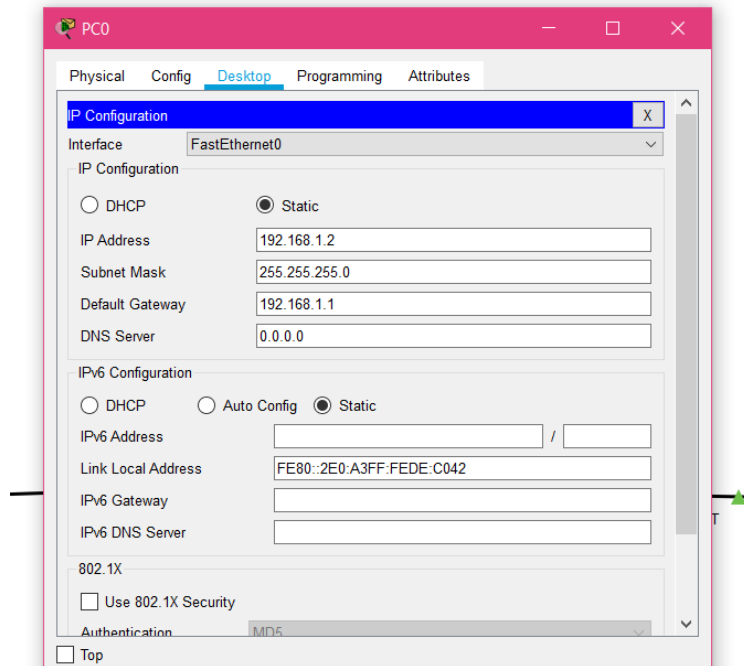 PC0
Physical Config Desktop Programming Attributes
IP Configuration X
Interface FastEthernet0
IP Configuration
DHCP Static
IP Address 192.168.1.2
Subnet Mask 255.255.255.0
Default Gateway 192.168.1.1
DNS Server 0.0.0.0
IPv6 Configuration
DHCP Auto Config Static
IPv6 Address /
Link Local Address FE80::2E0:A3FF:FEDE:C042
IPv6 Gateway
IPv6 DNS Server
T
802.1X
Use 802.1X Security
Authentication MD5
Top